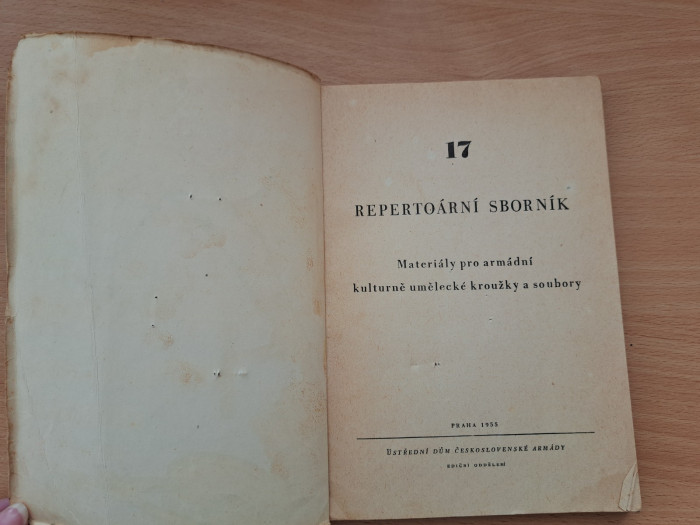 17
REPERTOÁRNÍ SBORNÍK
Materiály pro armádní
kulturně umělecké kroužky a soubory
PRAHA 1955
ÚSTŘEDNÍ DŮM ČESKOSLOVENSKÉ ARMÁDY
EDIČNÍ ODDĚLENÍ